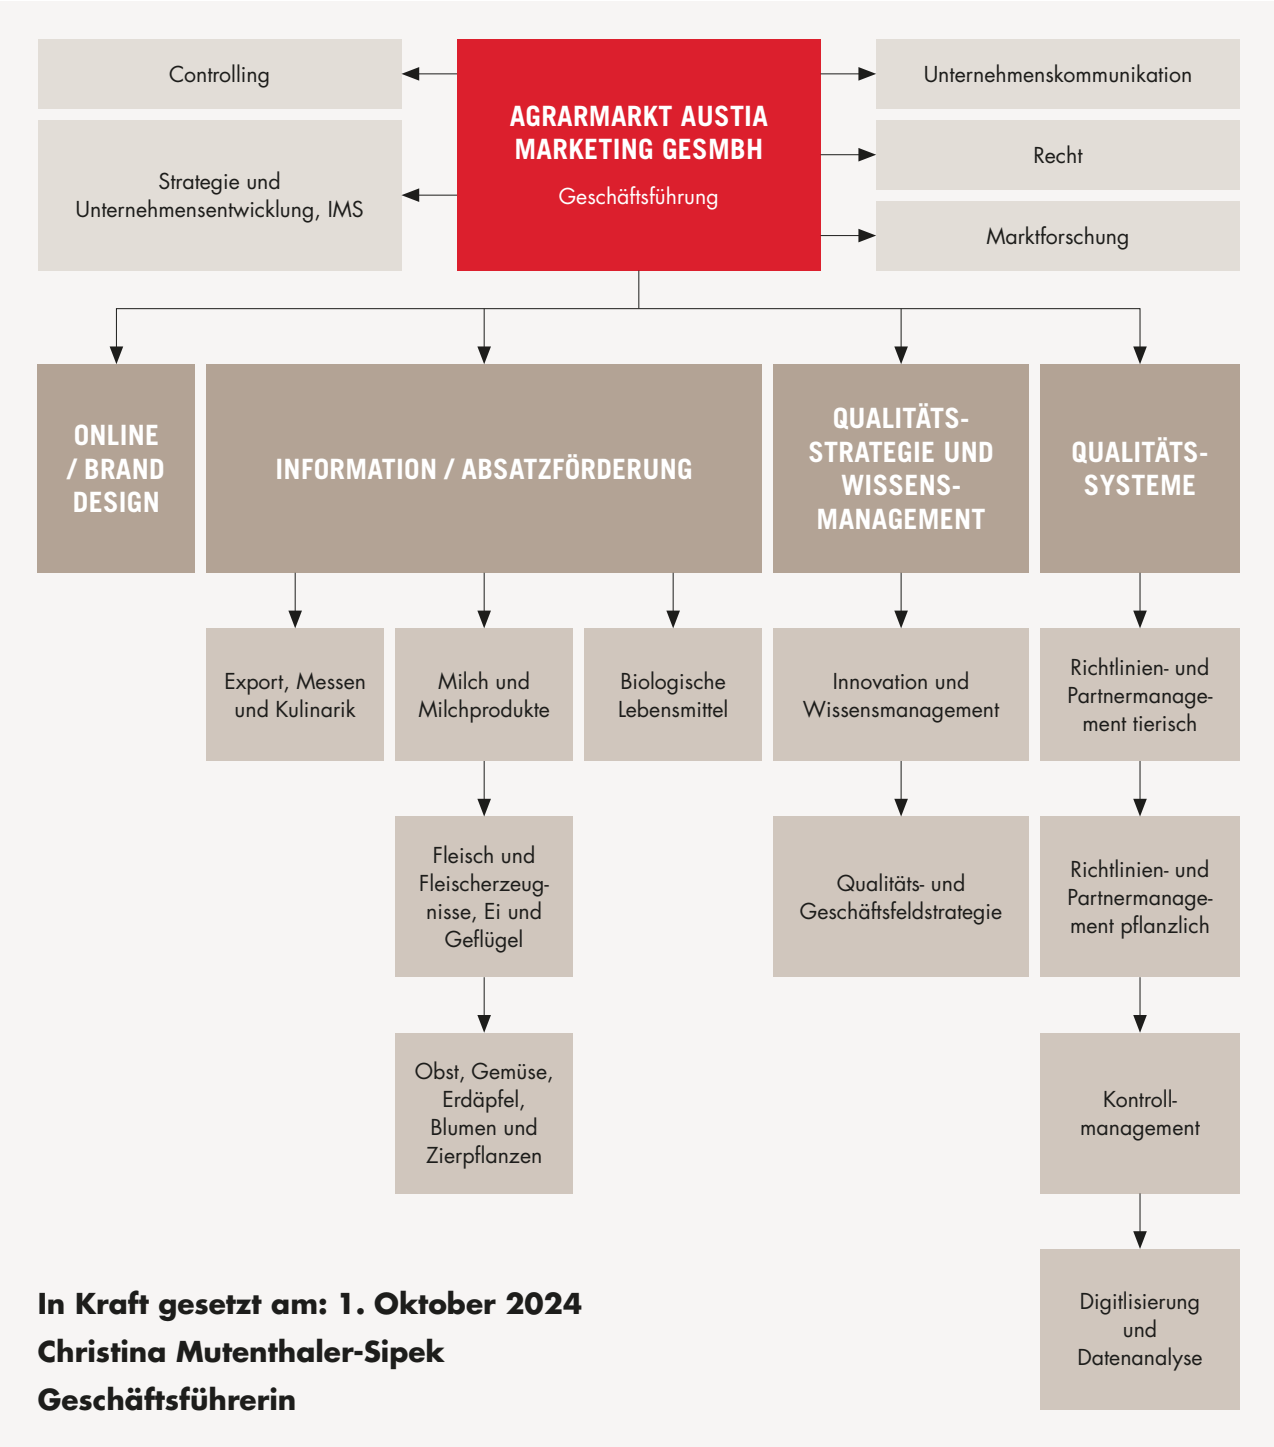 Controlling
Strategie und
Unternehmensentwicklung, IMS
AGRARMARKT AUSTIA
MARKETING GESMBH
Geschäftsführung
Unternehmenskommunikation
Recht
Marktforschung
ONLINE
/ BRAND
DESIGN
INFORMATION / ABSATZFÖRDERUNG
QUALITÄTS-
STRATEGIE UND
WISSENS-
MANAGEMENT
QUALITÄTS-
SYSTEME
Export, Messen
und Kulinarik
Milch und
Milchprodukte
Biologische
Lebensmittel
Innovation und
Wissensmanagement
Richtlinien- und
Partnermanage-
ment tierisch
Fleisch und
Fleischerzeug-
nisse, Ei und
Geflügel
Qualitäts- und
Geschäftsfeldstrategie
Richtlinien- und
Partnermanage-
ment pflanzlich
Obst, Gemüse,
Erdäpfel,
Blumen und
Zierpflanzen
Kontroll-
management
Digitlisierung
und
Datenanalyse
In Kraft gesetzt am: 1. Oktober 2024
Christina Mutenthaler-Sipek
Geschäftsführerin